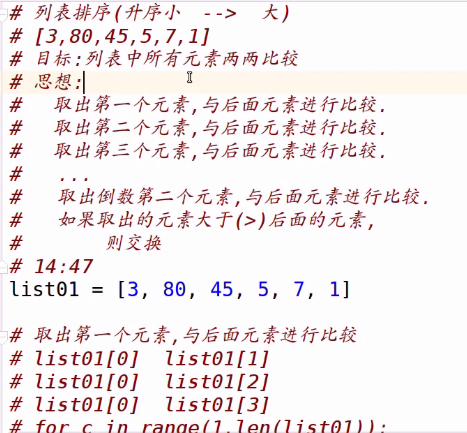 # 列表排序(升序小 --> 大)
# [3,80,45,5,7,1]
# 目标:列表中所有元素两两比较
# 思想:
# 取出第一个元素,与后面元素进行比较.
# 取出第二个元素,与后面元素进行比较.
# 取出第三个元素,与后面元素进行比较.
# ...
# 取出倒数第二个元素,与后面元素进行比较.
# 如果取出的元素大于(>)后面的元素,
# 则交换
# 14:47
list01 = [3, 80, 45, 5, 7, 1]
# 取出第一个元素,与后面元素进行比较
# list01[0] list01[1]
# list01[0] list01[2]
# list01[0] list01[3]
# for c in range(1,len(list01)):